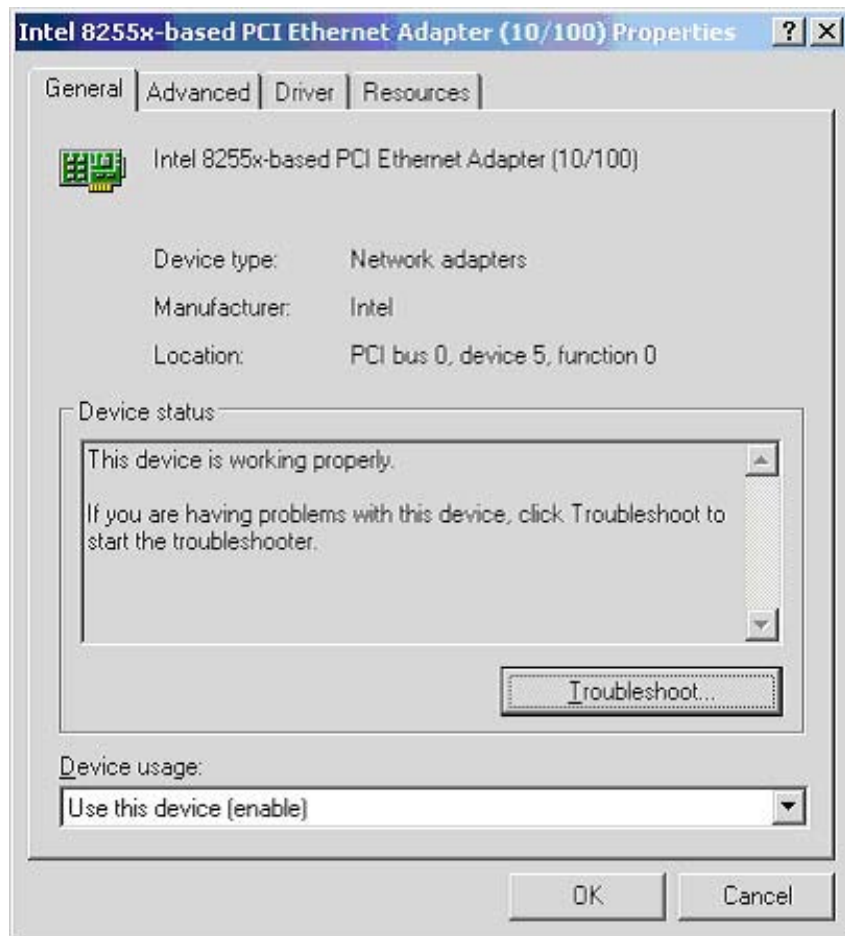 Intel 8255x-based PCI Ethernet Adapter (10/100) Properties
General
Advanced
Driver
Resources
Intel 8255x-based PCI Ethernet Adapter (10/100)
Device type: Network adapters
Manufacturer: Intel
Location: PCI bus 0, device 5, function 0
Device status
This device is working properly.
If you are having problems with this device, click Troubleshoot to
start the troubleshooter.
Troubleshoot...
Device usage:
Use this device (enable)
OK
Cancel